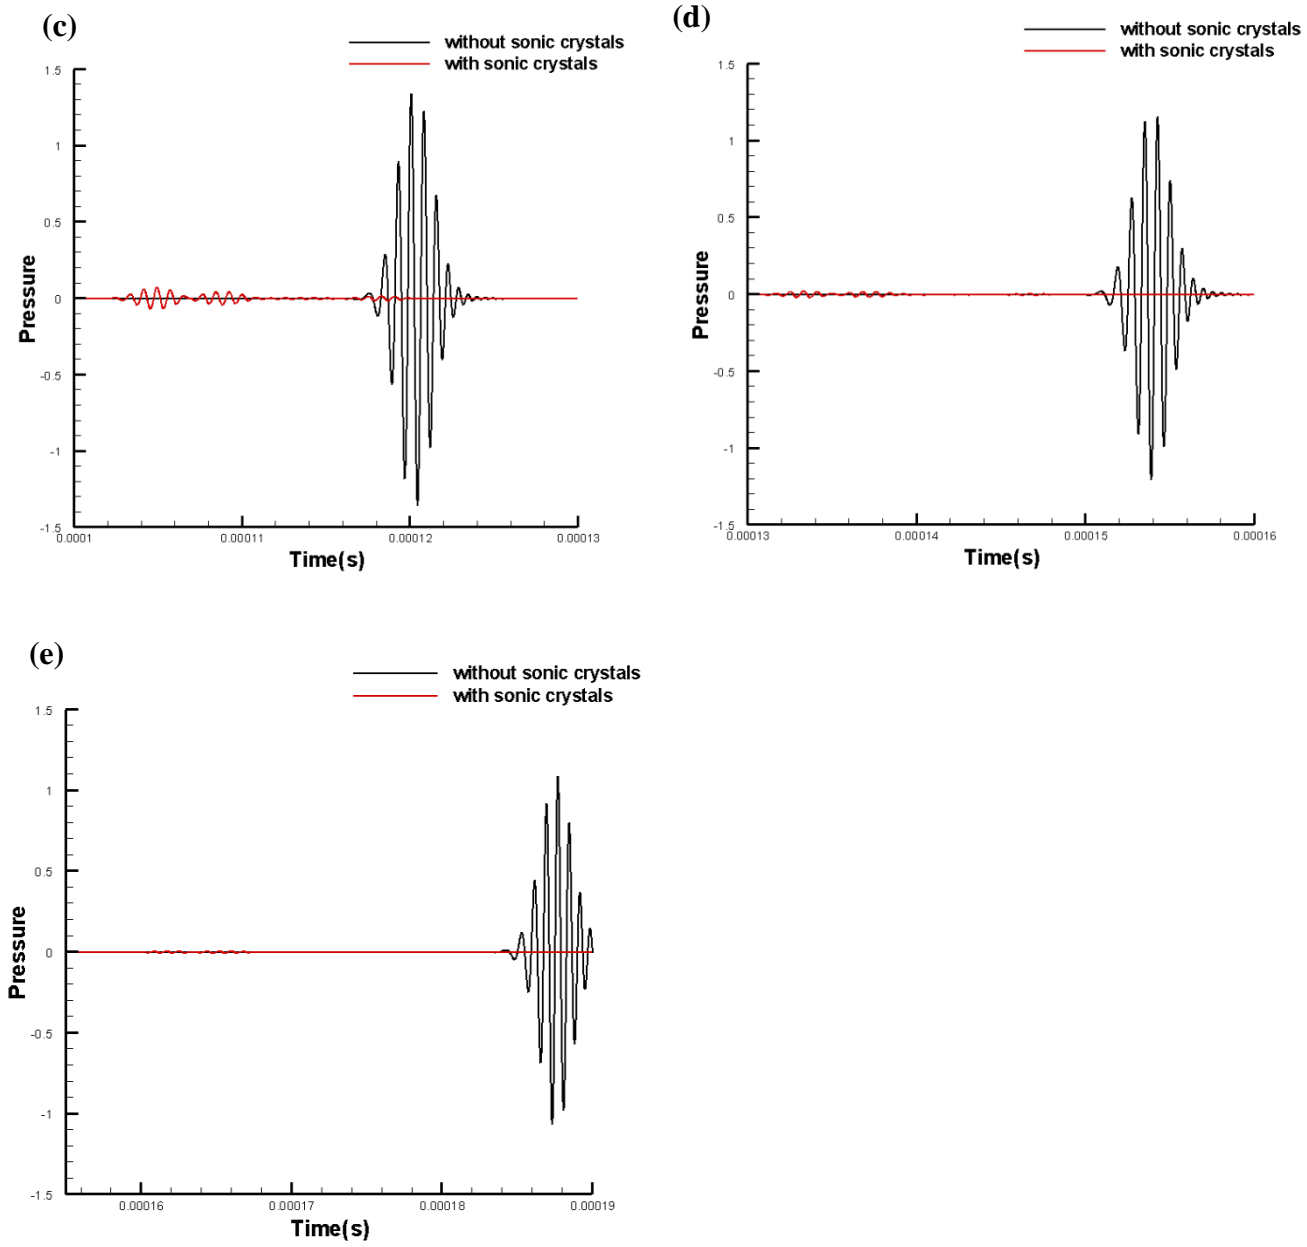 (c)
without sonic crystals
with sonic crystals
1.5
1
0.5
0
-0.5
-1
-1.5
Pressure
0.0001
0.00011
0.00012
0.00013
Time(s)
(d)
without sonic crystals
with sonic crystals
1.5
1
0.5
0
-0.5
-1
-1.5
Pressure
0.00013
0.00014
0.00015
0.00016
Time(s)
(e)
without sonic crystals
with sonic crystals
1.5
1
0.5
0
-0.5
-1
-1.5
Pressure
0.00016
0.00017
0.00018
0.00019
Time(s)